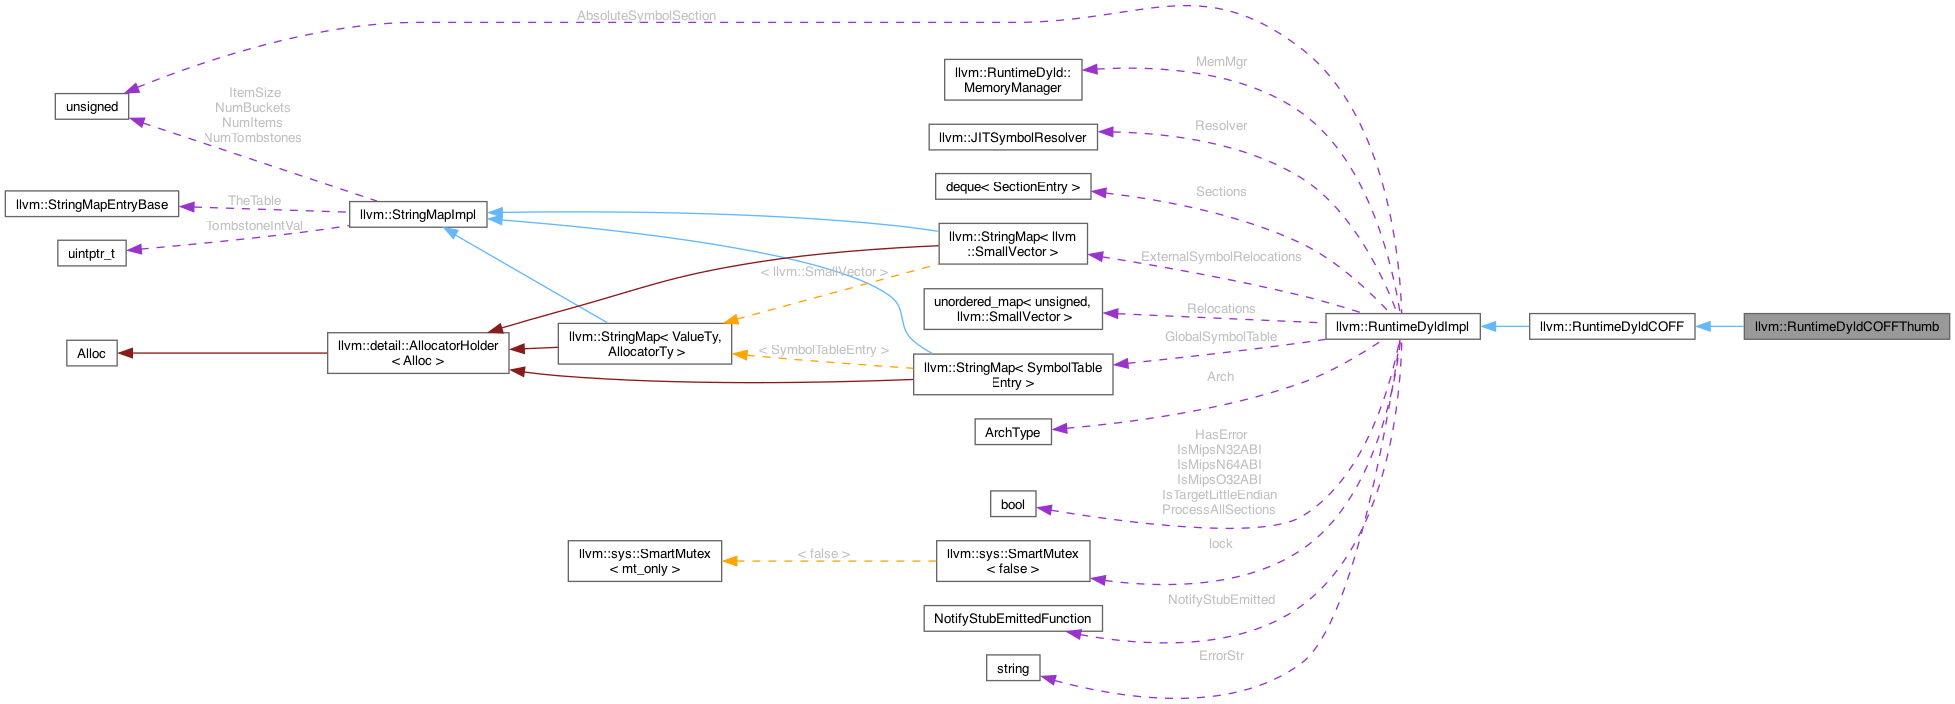 AbsoluteSymbolSection
unsigned
ItemSize
NumBuckets
NumItems
NumTombstones
llvm::StringMapEntryBase
TheTable
TombstoneIntVal
uintptr_t
llvm::StringMapImpl
Alloc
llvm::detail::AllocatorHolder
< Alloc >
llvm::StringMap< ValueTy,
AllocatorTy >
< llvm::SmallVector >
< SymbolTableEntry >
llvm::RuntimeDyld::
MemoryManager
MemMgr
llvm::JITSymbolResolver
Resolver
deque< SectionEntry >
Sections
llvm::StringMap< llvm
::SmallVector >
ExternalSymbolRelocations
unordered_map< unsigned,
llvm::SmallVector >
Relocations
llvm::StringMap< SymbolTable
Entry >
GlobalSymbolTable
ArchType
Arch
bool
HasError
IsMipsN32ABI
IsMipsN64ABI
IsMipsO32ABI
IsTargetLittleEndian
ProcessAllSections
llvm::sys::SmartMutex
< mt_only >
< false >
llvm::sys::SmartMutex
< false >
lock
NotifyStubEmittedFunction
NotifyStubEmitted
string
ErrorStr
llvm::RuntimeDyldImpl
llvm::RuntimeDyldCOFF
llvm::RuntimeDyldCOFFThumb